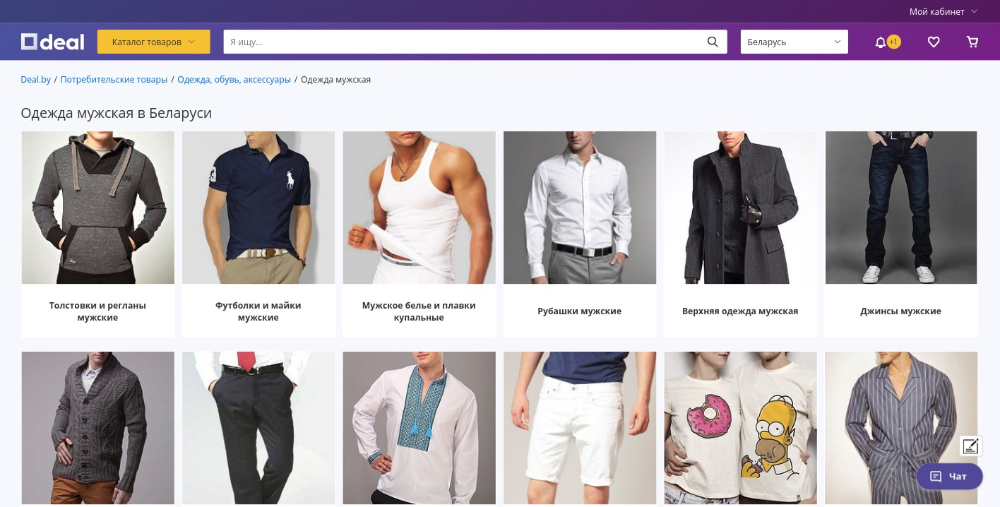 Мой кабинет
deal
Каталог товаров
Я ищу...
Беларусь
+1
Deal.by / Потребительские товары / Одежда, обувь, аксессуары / Одежда мужская
Одежда мужская в Беларуси
3
Толстовки и регланы
мужские
Футболки и майки
мужские
Мужское белье и плавки
купальные
Рубашки мужские
Верхняя одежда мужская
Джинсы мужские
Чат